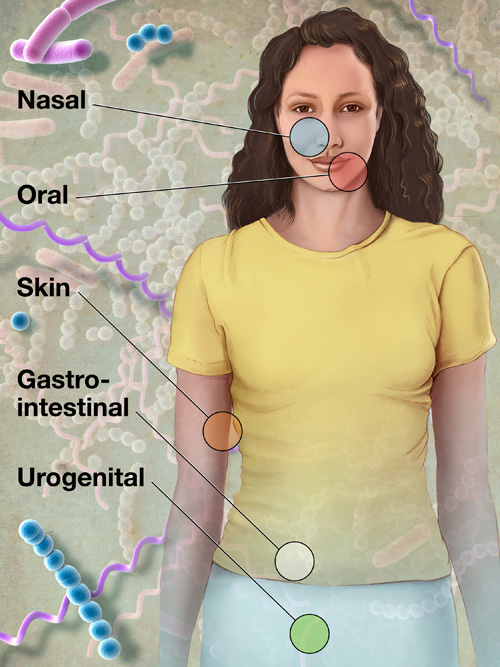 Nasal
Oral
Skin
Gastro-
intestinal
Urogenital